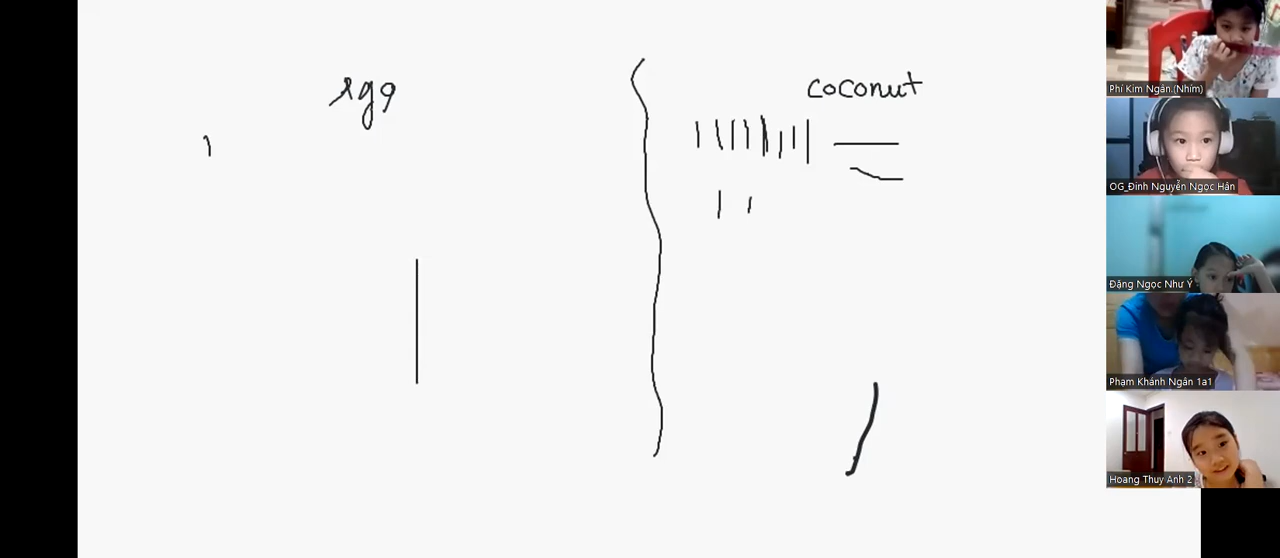 coconut
Phí Kim Ngân.(Nhím)
OG_Đinh Nguyễn Ngọc Hân
Đặng Ngọc Như Ý
Phạm Khánh Ngân 1a1
Hoang Thuy Anh 2